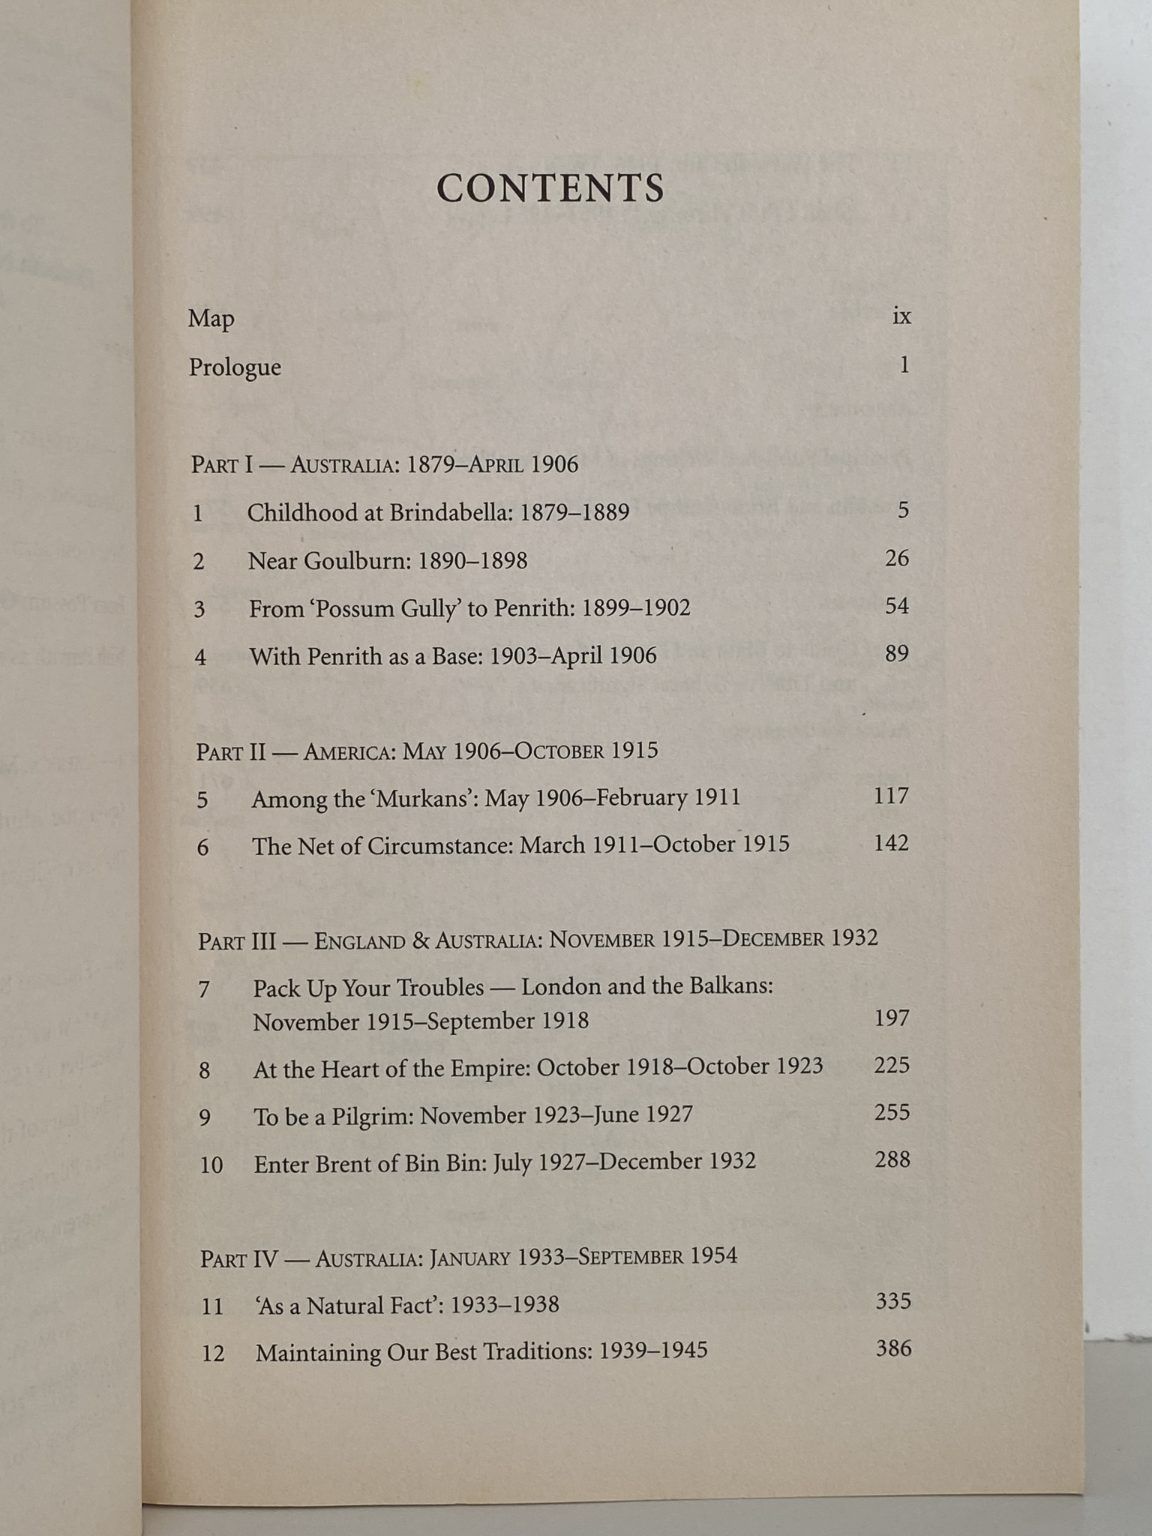 CONTENTS
Map ix
Prologue 1
PART I — AUSTRALIA: 1879–APRIL 1906
1 Childhood at Brindabella: 1879–1889 5
2 Near Goulburn: 1890–1898 26
3 From ‘Possum Gully’ to Penrith: 1899–1902 54
4 With Penrith as a Base: 1903–April 1906 89
PART II — AMERICA: MAY 1906–OCTOBER 1915
5 Among the ‘Murkans’: May 1906–February 1911 117
6 The Net of Circumstance: March 1911–October 1915 142
PART III — ENGLAND & AUSTRALIA: NOVEMBER 1915–DECEMBER 1932
7 Pack Up Your Troubles — London and the Balkans:
November 1915–September 1918 197
8 At the Heart of the Empire: October 1918–October 1923 225
9 To be a Pilgrim: November 1923–June 1927 255
10 Enter Brent of Bin Bin: July 1927–December 1932 288
PART IV — AUSTRALIA: JANUARY 1933–SEPTEMBER 1954
11 ‘As a Natural Fact’: 1933–1938 335
12 Maintaining Our Best Traditions: 1939–1945 386